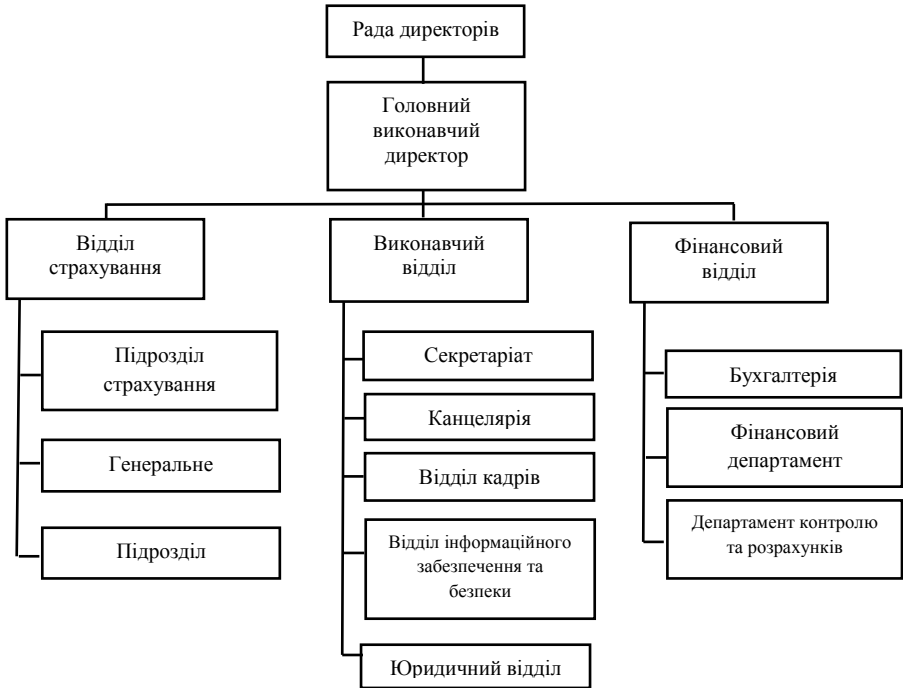 Рада директорів
Головний
виконавчий
директор
Відділ
страхування
Підрозділ
страхування
Генеральне
Підрозділ
Виконавчий
відділ
Секретаріат
Канцелярія
Відділ кадрів
Відділ інформаційного
забезпечення та
безпеки
Юридичний відділ
Фінансовий
відділ
Бухгалтерія
Фінансовий
департамент
Департамент контролю
та розрахунків